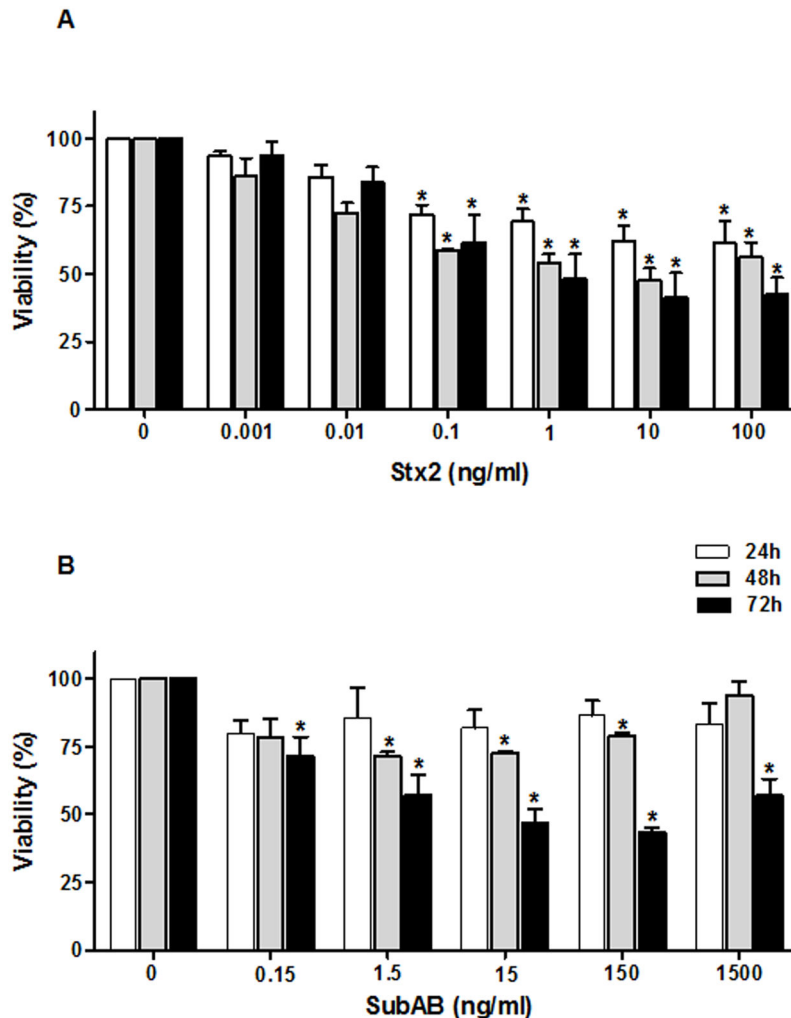 A
Viability (%)
100
75
50
25
0
* * * * * * * * * * *
0 0.001 0.01 0.1 1 10 100
Stx2 (ng/ml)
24h
48h
72h
B
Viability (%)
100
75
50
25
0
* * * * * * * *
0 0.15 1.5 15 150 1500
SubAB (ng/ml)